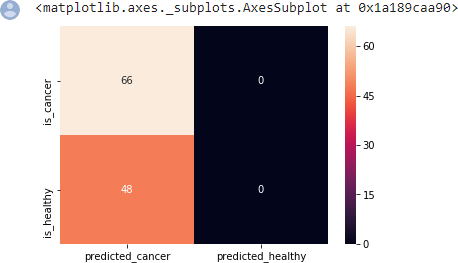 <matplotlib.axes._subplots.AxesSubplot at 0x1a189caa90>
is_cancer
is_healthy
66
0
48
0
predicted_cancer
predicted_healthy
60
45
30
15
0